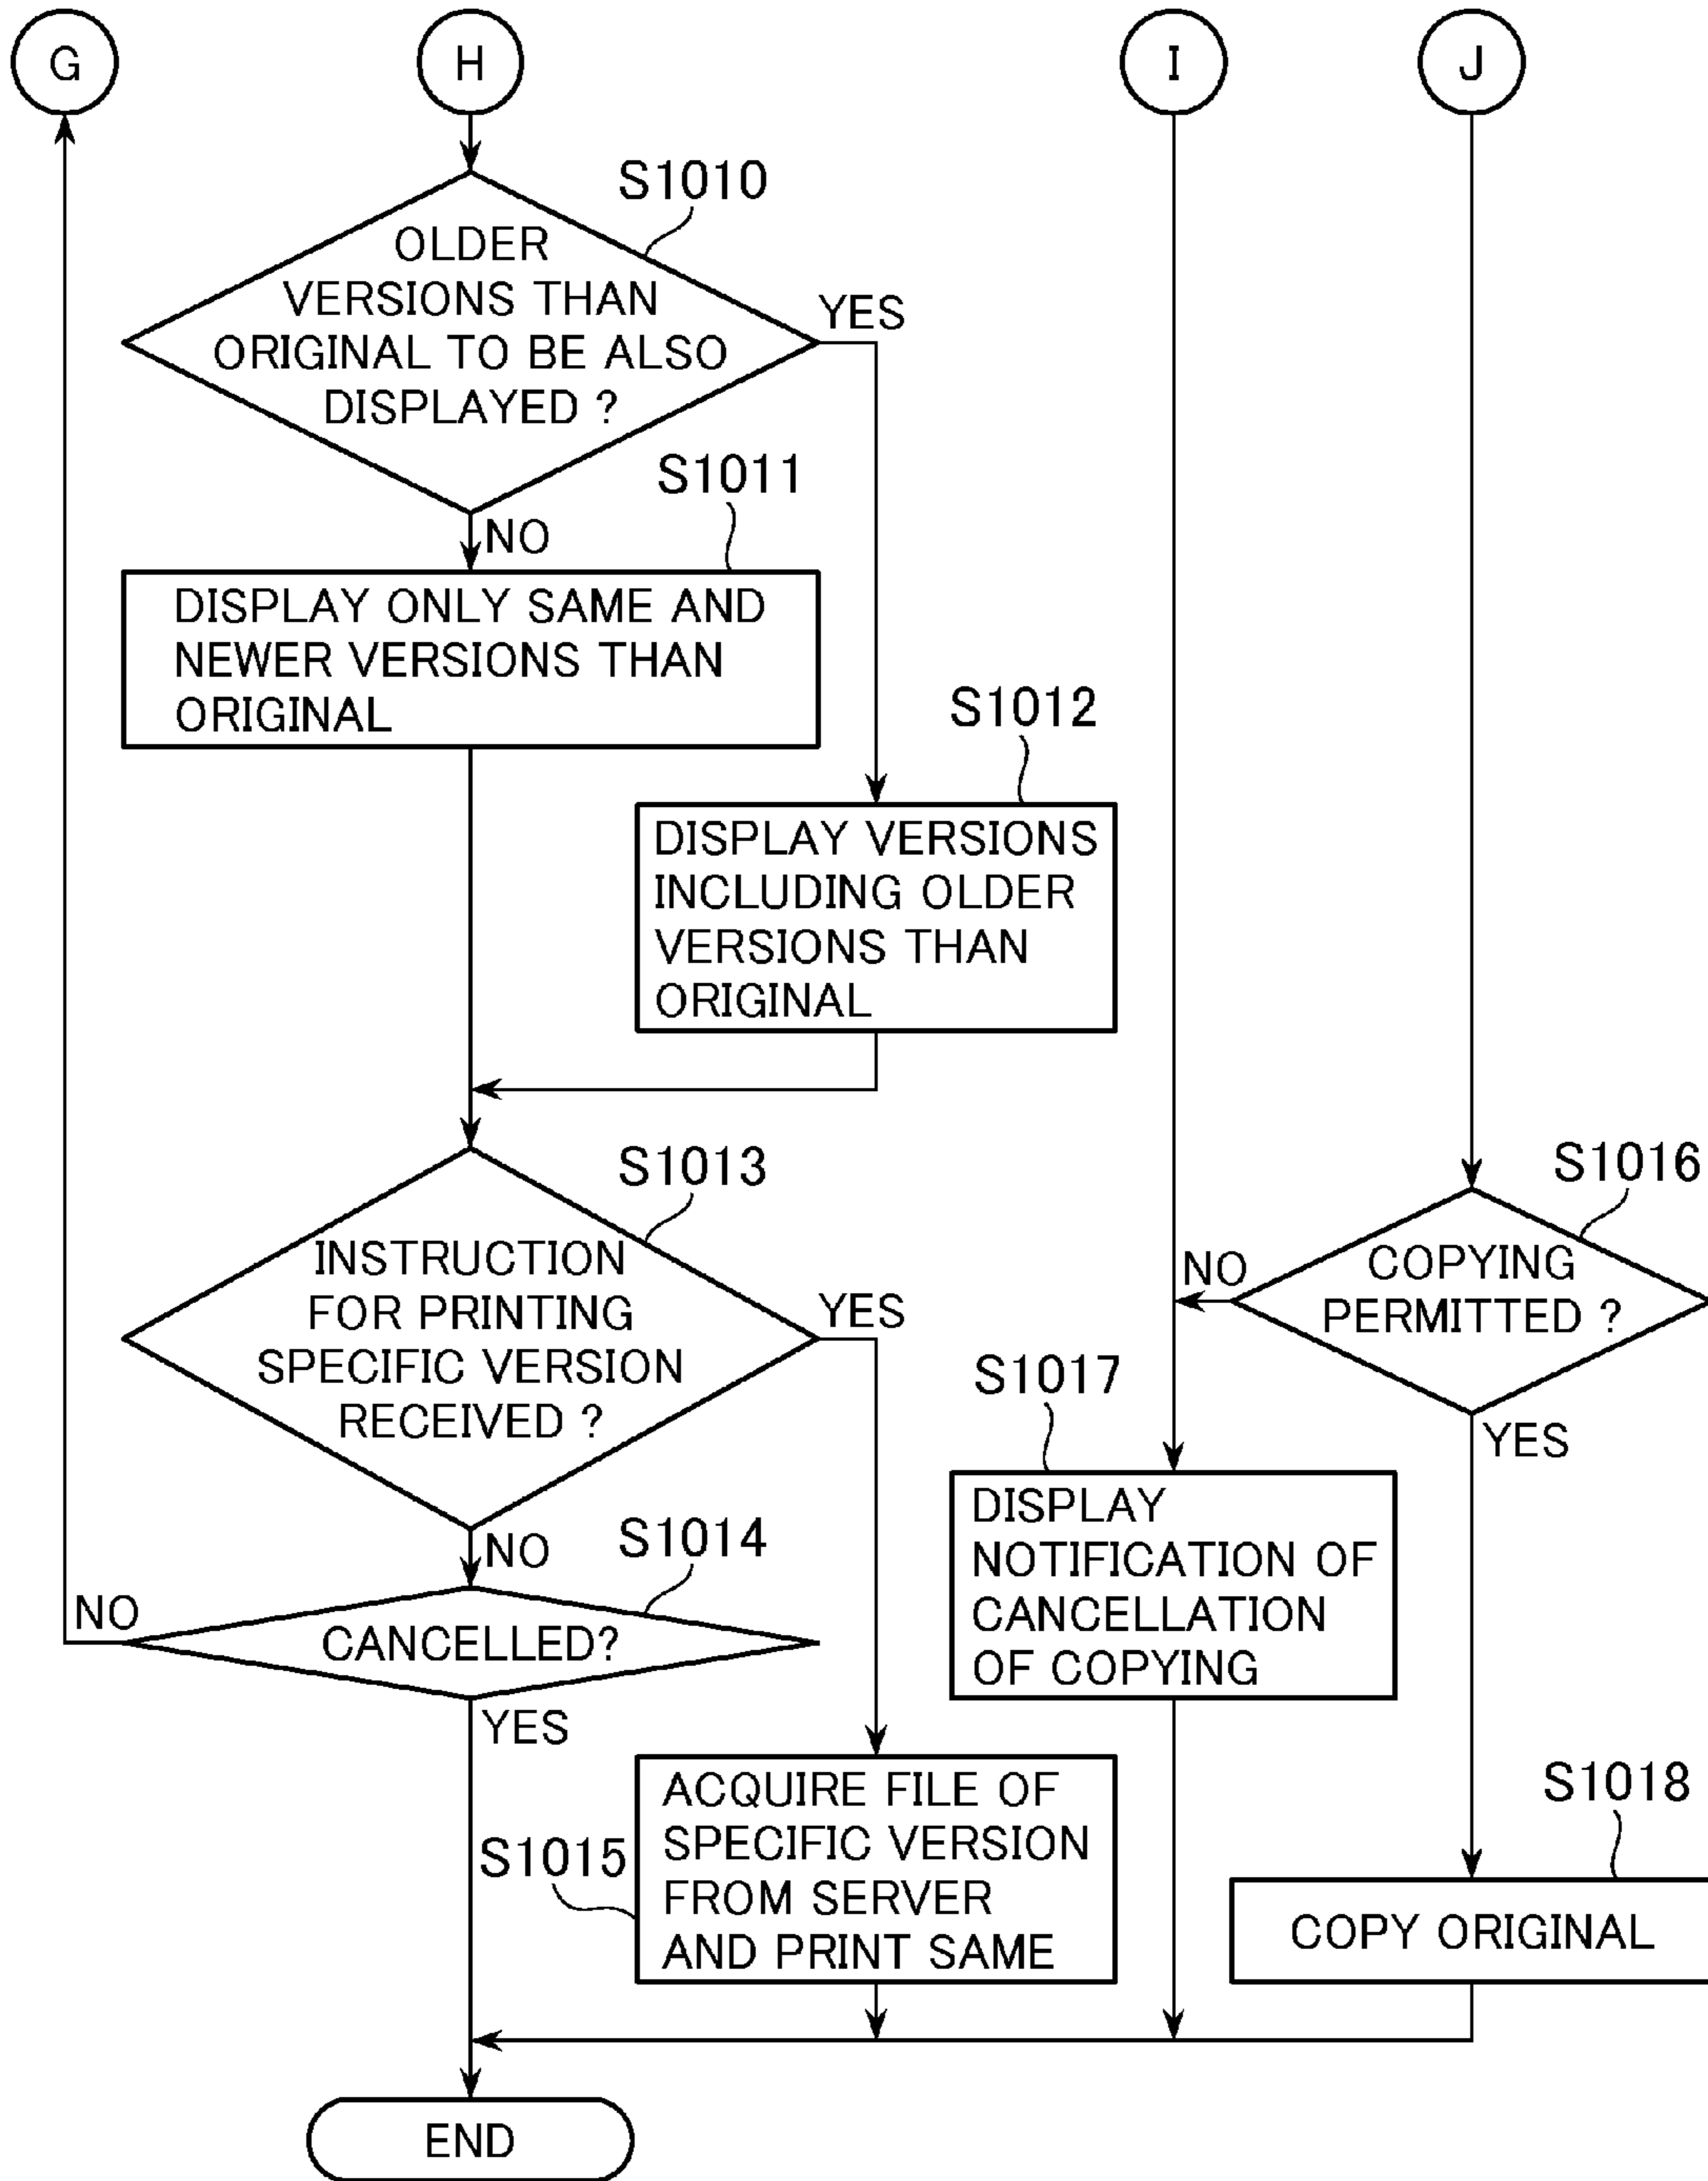 G
H
I
J
S1010
OLDER
VERSIONS THAN
ORIGINAL TO BE ALSO
DISPLAYED ?
YES
S1011
NO
DISPLAY ONLY SAME AND
NEWER VERSIONS THAN
ORIGINAL
S1012
DISPLAY VERSIONS
INCLUDING OLDER
VERSIONS THAN
ORIGINAL
S1013
INSTRUCTION
FOR PRINTING
SPECIFIC VERSION
RECEIVED ?
YES
NO
S1014
CANCELLED?
NO
YES
S1015
ACQUIRE FILE OF
SPECIFIC VERSION
FROM SERVER
AND PRINT SAME
S1016
COPYING
PERMITTED ?
NO
YES
S1017
DISPLAY
NOTIFICATION OF
CANCELLATION
OF COPYING
S1018
COPY ORIGINAL
END